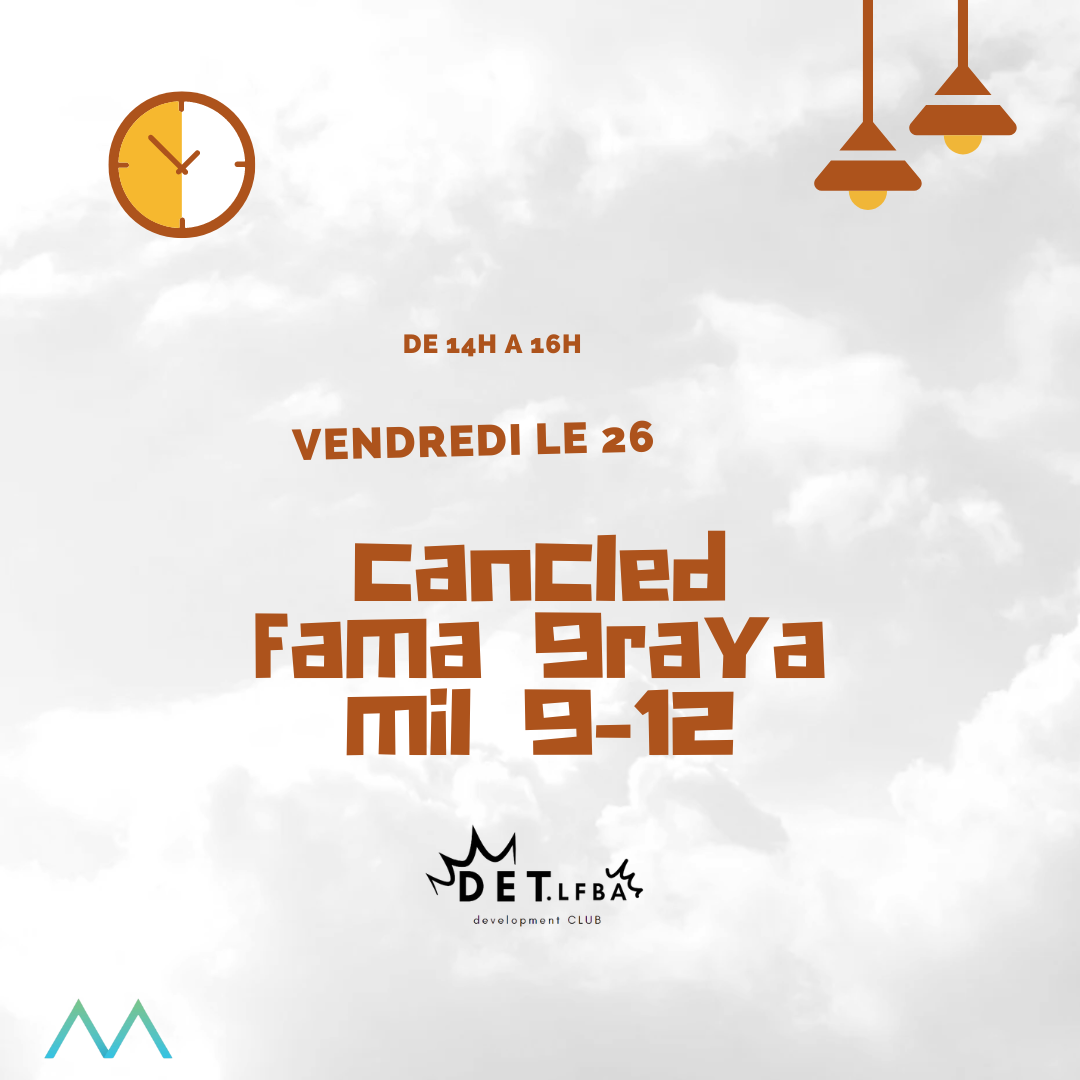 DE 14H A 16H
VENDREDI LE 26
Cancled
fama graya
mil 9-12
DET.LFBA
development CLUB